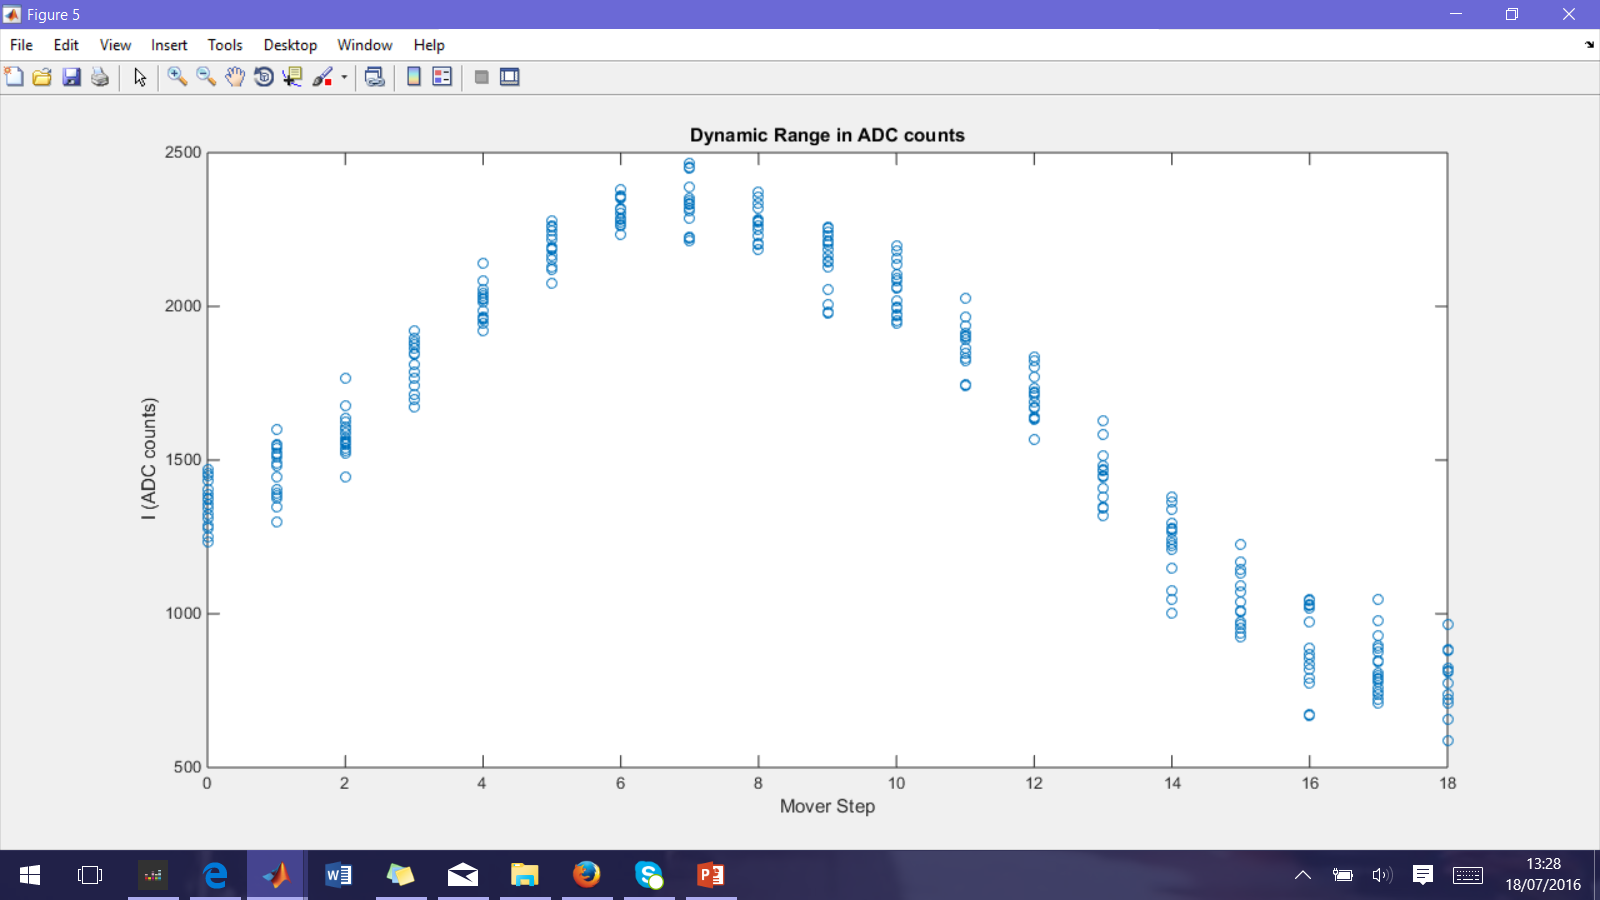 Figure 5
File Edit View Insert Tools Desktop Window Help
Dynamic Range in ADC counts
2500
2000
1500
1000
500
I (ADC counts)
0 2 4 6 8 10 12 14 16 18
Mover Step
13:28
18/07/2016